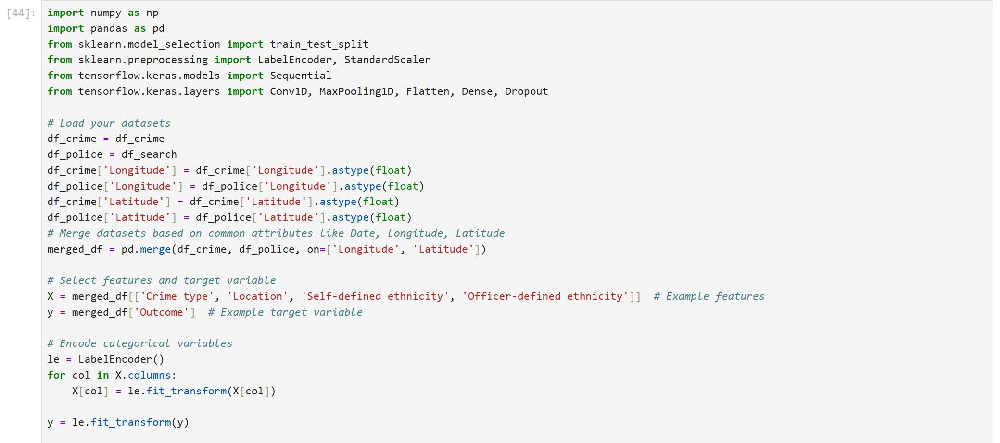 [44]:
import numpy as np
import pandas as pd
from sklearn.model_selection import train_test_split
from sklearn.preprocessing import LabelEncoder, StandardScaler
from tensorflow.keras.models import Sequential
from tensorflow.keras.layers import Conv1D, MaxPooling1D, Flatten, Dense, Dropout

# Load your datasets
df_crime = df_crime
df_police = df_search
df_crime['Longitude'] = df_crime['Longitude'].astype(float)
df_police['Longitude'] = df_police['Longitude'].astype(float)
df_crime['Latitude'] = df_crime['Latitude'].astype(float)
df_police['Latitude'] = df_police['Latitude'].astype(float)
# Merge datasets based on common attributes like Date, Longitude, Latitude
merged_df = pd.merge(df_crime, df_police, on=['Longitude', 'Latitude'])

# Select features and target variable
X = merged_df[['Crime type', 'Location', 'Self-defined ethnicity', 'Officer-defined ethnicity']]  # Example features
y = merged_df['Outcome']  # Example target variable

# Encode categorical variables
le = LabelEncoder()
for col in X.columns:
    X[col] = le.fit_transform(X[col])

y = le.fit_transform(y)